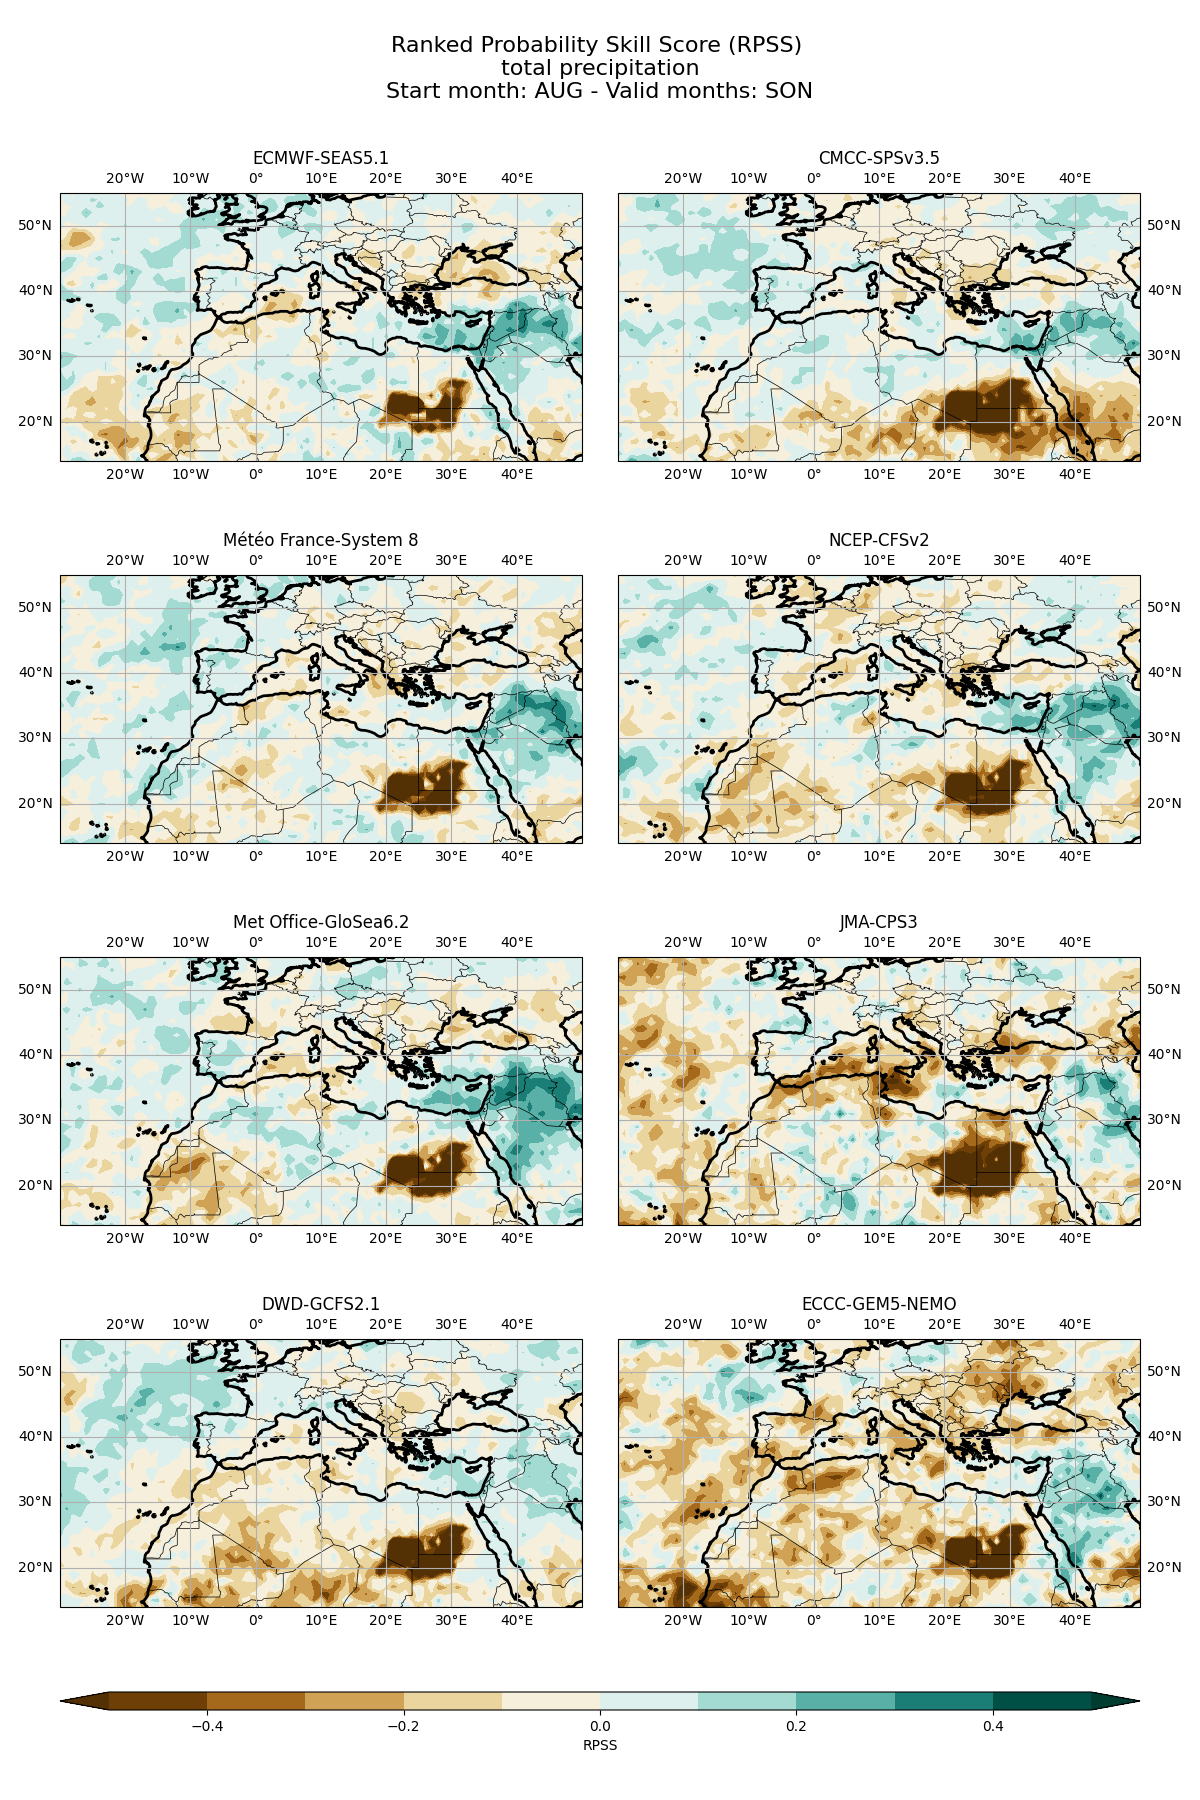 Ranked Probability Skill Score (RPSS)
total precipitation
Start month: AUG - Valid months: SON
ECMWF-SEAS5.1
20°W 10°W 0° 10°E 20°E 30°E 40°E
50°N
40°N
30°N
20°N
20°W 10°W 0° 10°E 20°E 30°E 40°E
CMCC-SPSv3.5
20°W 10°W 0° 10°E 20°E 30°E 40°E
50°N
40°N
30°N
20°N
20°W 10°W 0° 10°E 20°E 30°E 40°E
Météo France-System 8
20°W 10°W 0° 10°E 20°E 30°E 40°E
50°N
40°N
30°N
20°N
20°W 10°W 0° 10°E 20°E 30°E 40°E
NCEP-CFSv2
20°W 10°W 0° 10°E 20°E 30°E 40°E
50°N
40°N
30°N
20°N
20°W 10°W 0° 10°E 20°E 30°E 40°E
Met Office-GloSea6.2
20°W 10°W 0° 10°E 20°E 30°E 40°E
50°N
40°N
30°N
20°N
20°W 10°W 0° 10°E 20°E 30°E 40°E
JMA-CPS3
20°W 10°W 0° 10°E 20°E 30°E 40°E
50°N
40°N
30°N
20°N
20°W 10°W 0° 10°E 20°E 30°E 40°E
DWD-GCFS2.1
20°W 10°W 0° 10°E 20°E 30°E 40°E
50°N
40°N
30°N
20°N
20°W 10°W 0° 10°E 20°E 30°E 40°E
ECCC-GEM5-NEMO
20°W 10°W 0° 10°E 20°E 30°E 40°E
50°N
40°N
30°N
20°N
20°W 10°W 0° 10°E 20°E 30°E 40°E
−0.4 −0.2 0.0 0.2 0.4
RPSS